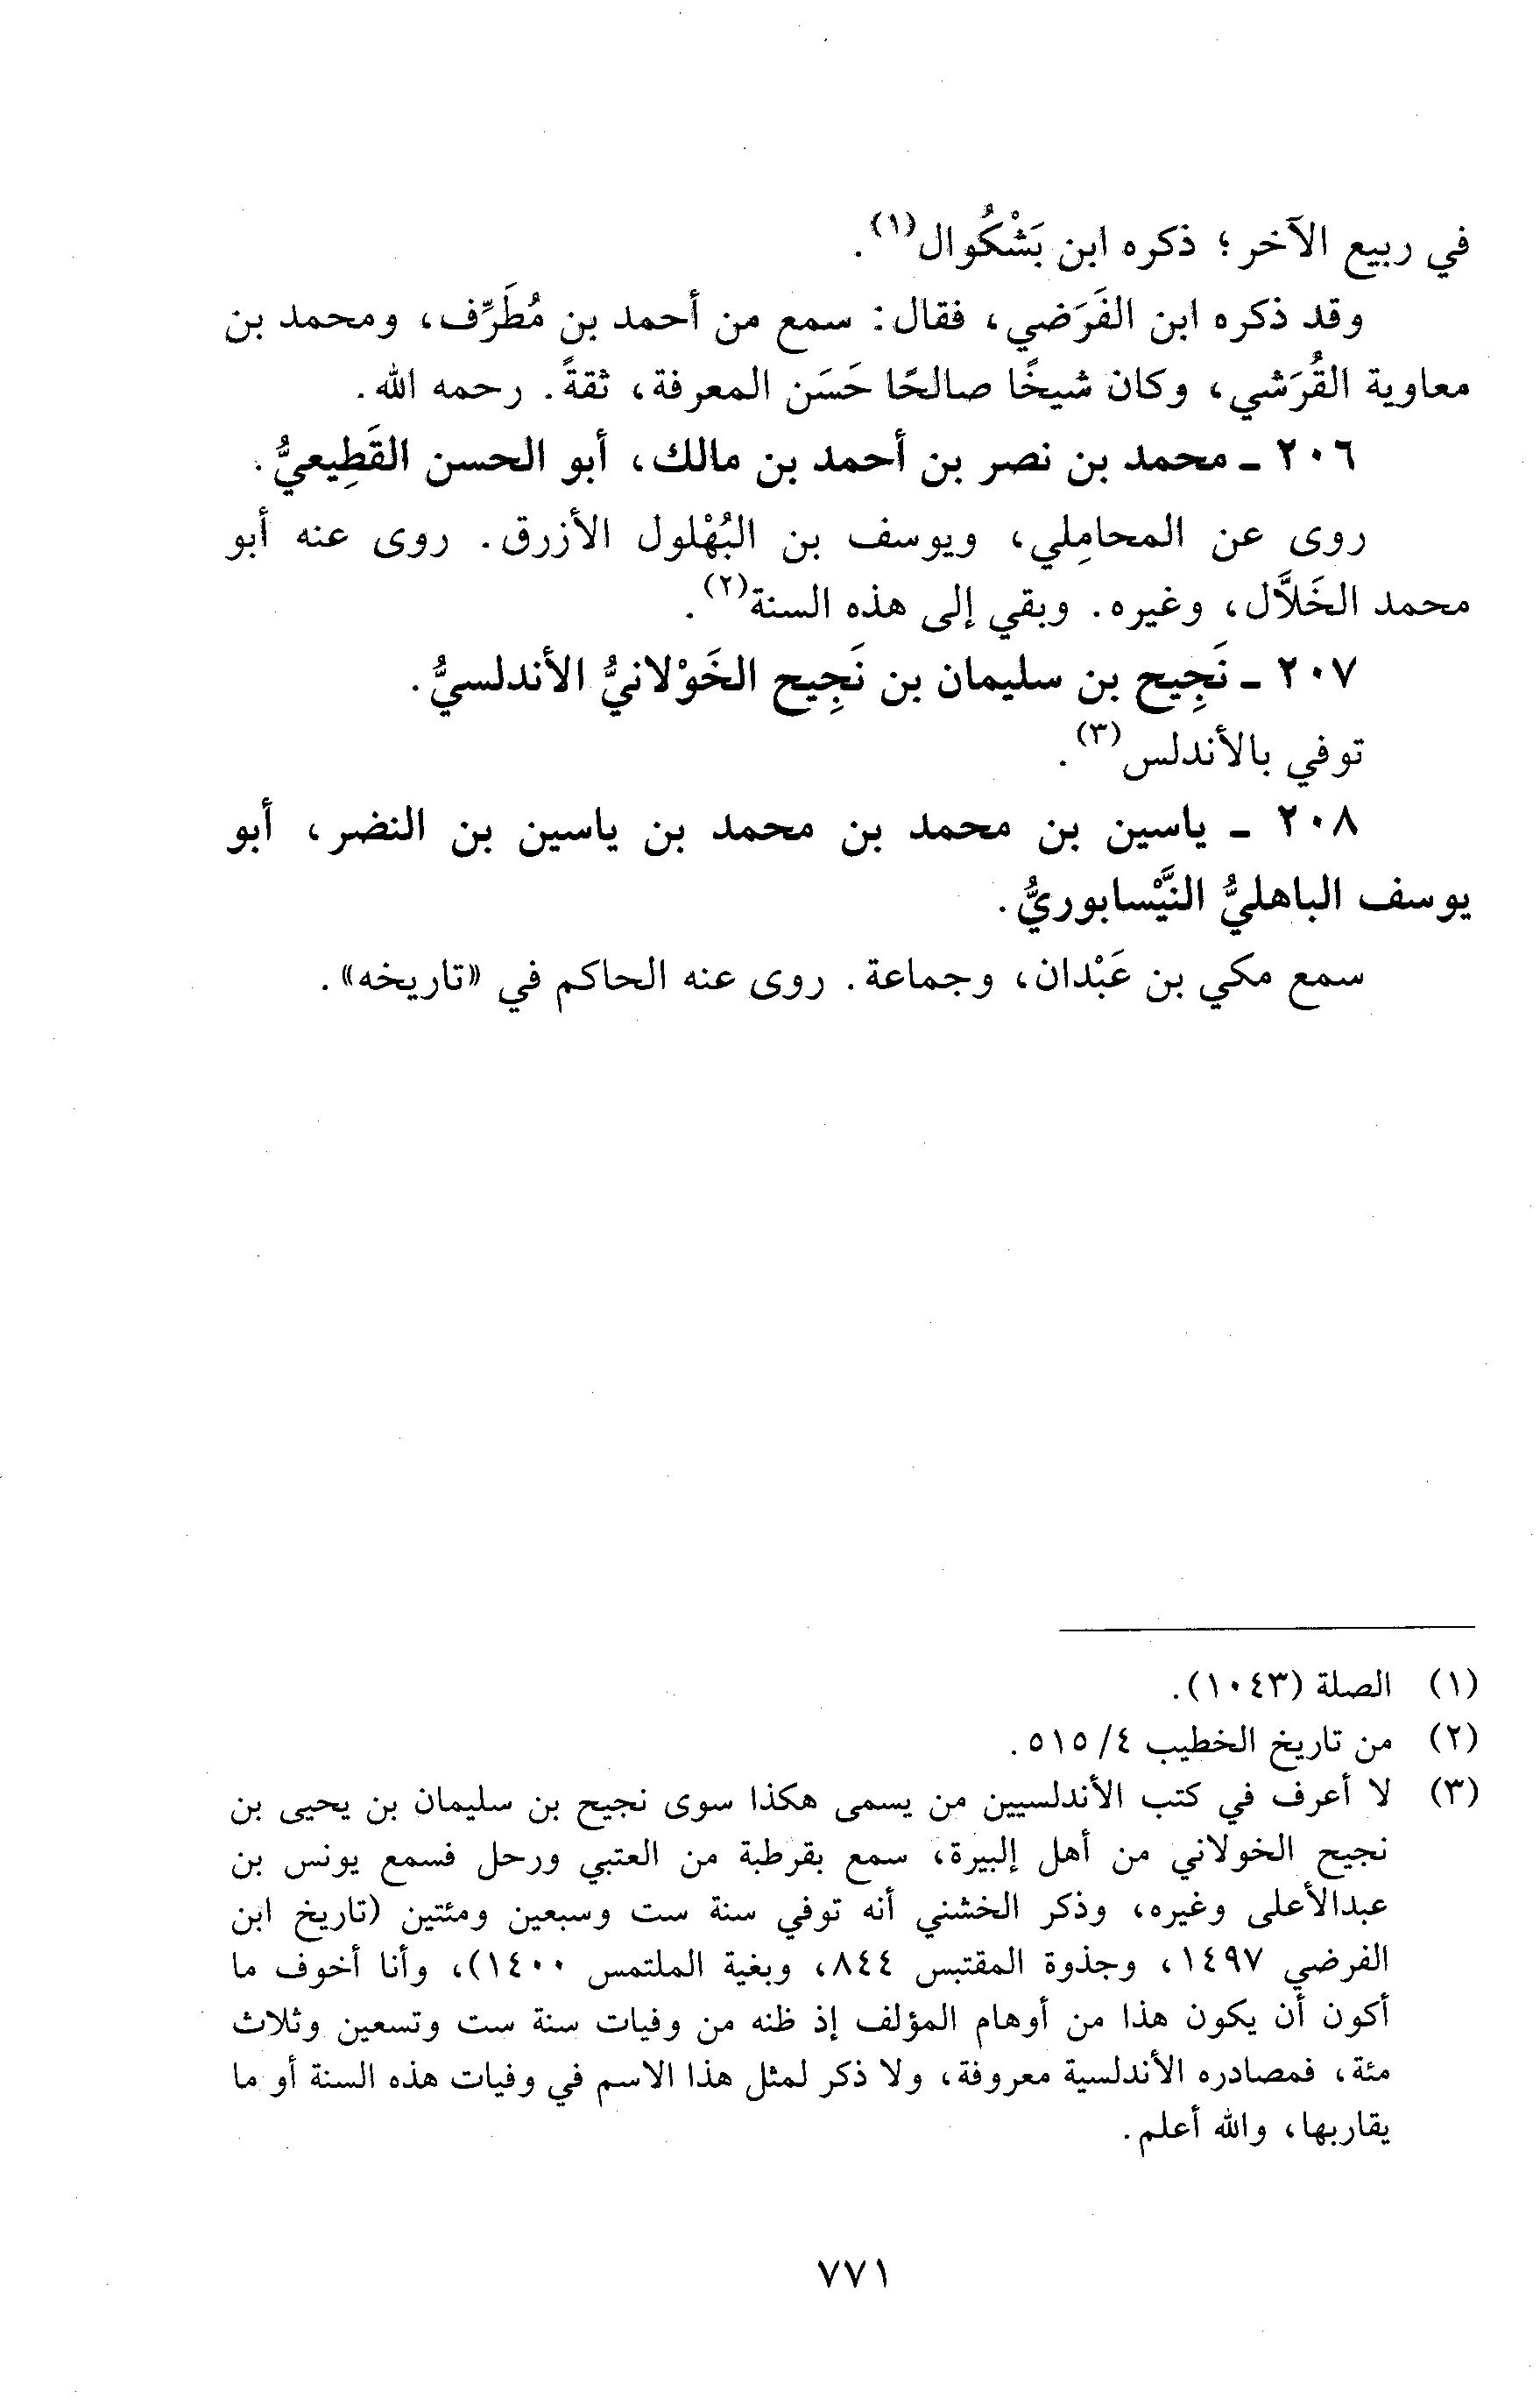 في ربيع الآخر؛ ذكره ابن بَشْكُوال(١).
وقد ذكره ابن الفَرَضي، فقال: سمع من أحمد بن مُطَرِّف، ومحمد بن
معاوية القُرَشي، وكان شيخًا صالحًا حَسَن المعرفة، ثقةً. رحمه الله.
٢٠٦ - محمد بن نصر بن أحمد بن مالك، أبو الحسن القَطِيعيُّ.
روى عن المحامِلي، ويوسف بن البُهْلول الأزرق. روى عنه أبو
محمد الخَلاَّل، وغيره. وبقي إلى هذه السنة(٢).
٢٠٧ - نَجِيح بن سليمان بن نَجِيح الخَوْلانيُّ الأندلسيُّ.
توفي بالأندلس(٣).
٢٠٨ - ياسين بن محمد بن محمد بن ياسين بن النضر، أبو
يوسف الباهليُّ النَّيْسابوريُّ.
سمع مكي بن عَبْدان، وجماعة. روى عنه الحاكم في «تاريخه».
(١) الصلة (١٠٤٣).
(٢) من تاريخ الخطيب ٤/ ٥١٥.
(٣) لا أعرف في كتب الأندلسيين من يسمى هكذا سوى نجيح بن سليمان بن يحيى بن
نجيح الخولاني من أهل إلبيرة، سمع بقرطبة من العتبي ورحل فسمع يونس بن
عبدالأعلى وغيره، وذكر الخشني أنه توفي سنة ست وسبعين ومئتين (تاريخ ابن
الفرضي ١٤٩٧، وجذوة المقتبس ٨٤٤، وبغية الملتمس ١٤٠٠)، وأنا أخوف ما
أكون أن يكون هذا من أوهام المؤلف إذ ظنه من وفيات سنة ست وتسعين وثلاث
مئة، فمصادره الأندلسية معروفة، ولا ذكر لمثل هذا الاسم في وفيات هذه السنة أو ما
يقاربها، والله أعلم.
٧٧١